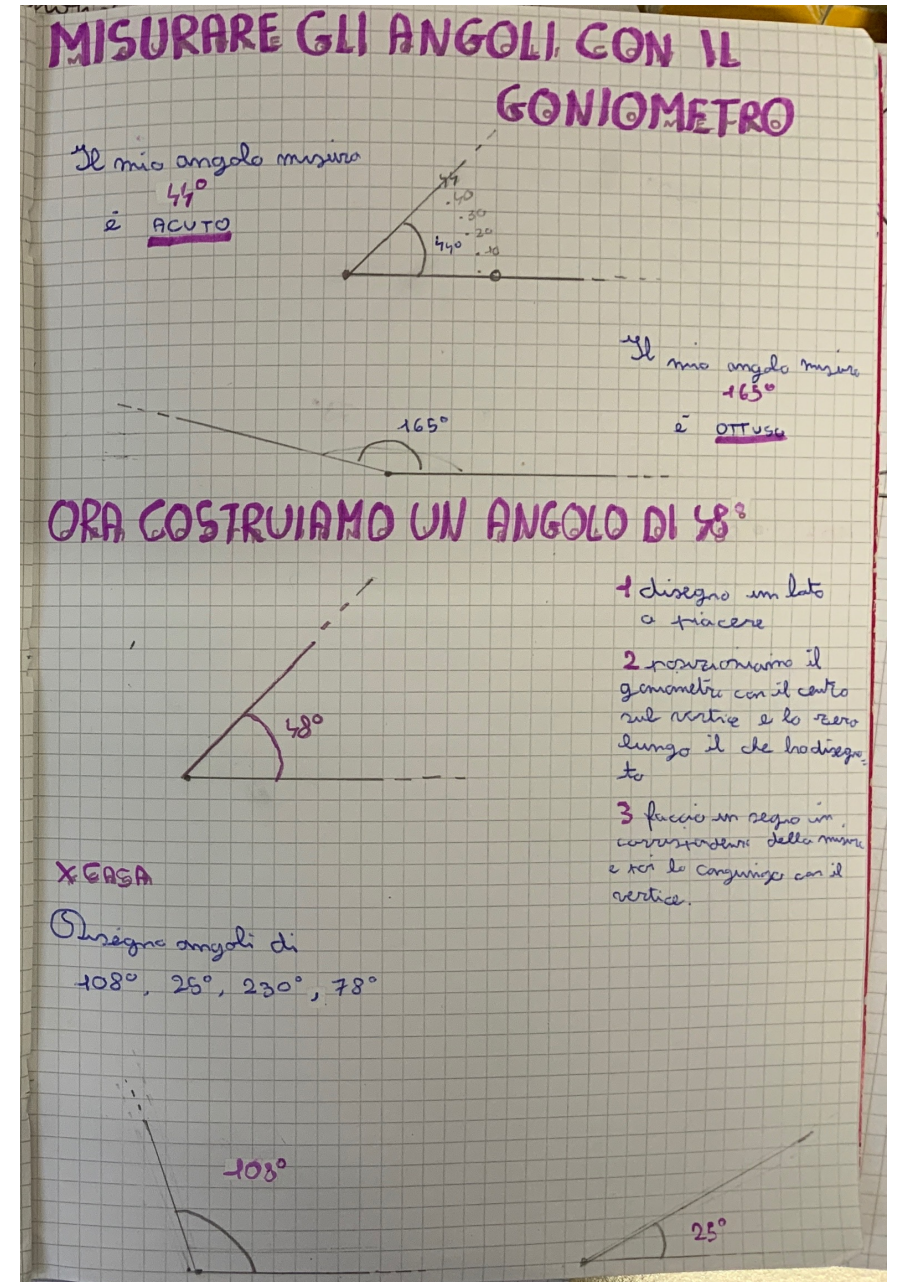 MISURARE GLI ANGOLI CON IL
GONIOMETRO
Il mio angolo misura
44°
è ACUTO
44
40
30
20
10
44°
Il mio angolo misura
165°
è OTTUSO
165°
ORA COSTRUIAMO UN ANGOLO DI 48°
48°
1 disegno un lato
a piacere
2 posizioniamo il
goniometro con il centro
sul vertice e lo zero
lungo il che ho disegna=
to
3 faccio un segno in
corrispondenza della misura
e poi lo congiungo con il
vertice.
X CASA
Disegna angoli di
108°, 25°, 230°, 78°
108°
25°